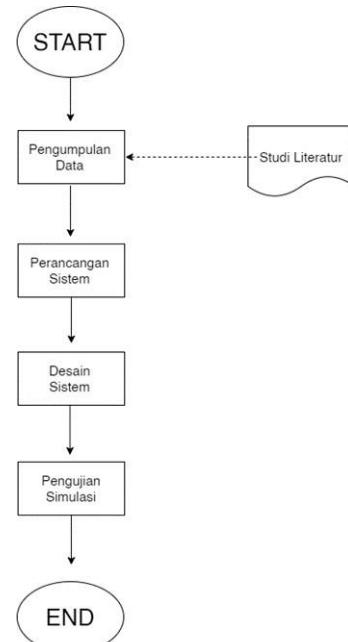 START
Pengumpulan
Data
Studi Literatur
Perancangan
Sistem
Desain
Sistem
Pengujian
Simulasi
END